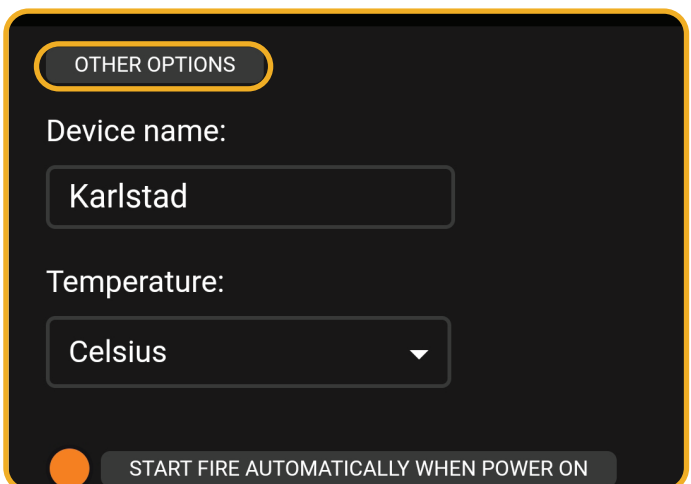 OTHER OPTIONS
Device name:
Karlstad
Temperature:
Celsius
START FIRE AUTOMATICALLY WHEN POWER ON